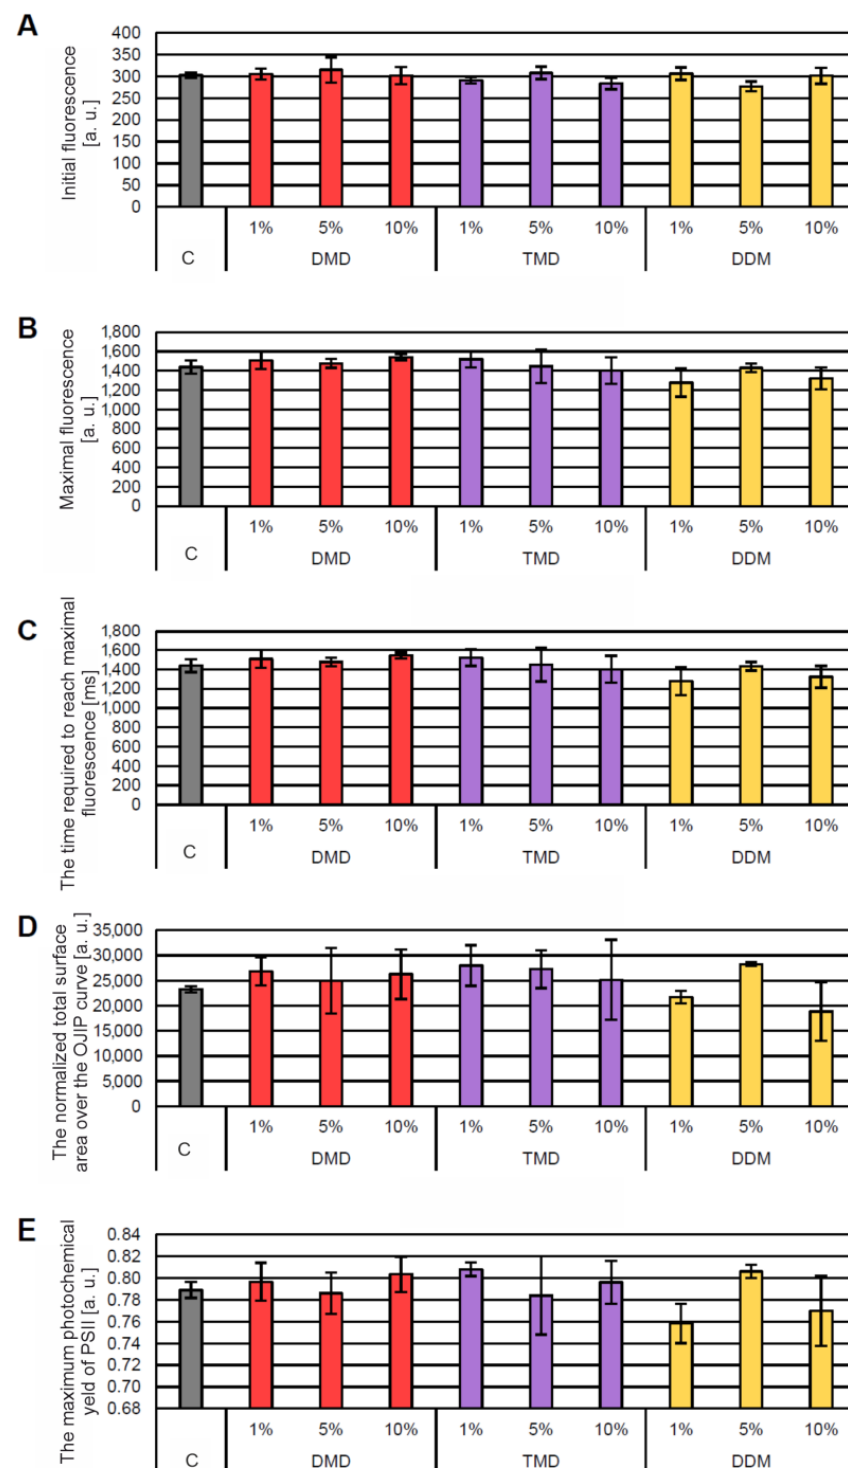 A
Initial fluorescence
[a. u.]
400
350
300
250
200
150
100
50
0
1% 5% 10% 1% 5% 10% 1% 5% 10%
C DMD TMD DDM
B
Maximal fluorescence
[a. u.]
1,800
1,600
1,400
1,200
1,000
800
600
400
200
0
1% 5% 10% 1% 5% 10% 1% 5% 10%
C DMD TMD DDM
C
The time required to reach maximal
fluorescence [ms]
1,800
1,600
1,400
1,200
1,000
800
600
400
200
0
1% 5% 10% 1% 5% 10% 1% 5% 10%
C DMD TMD DDM
D
The normalized total surface
area over the OJIP curve [a. u.]
35,000
30,000
25,000
20,000
15,000
10,000
5,000
0
1% 5% 10% 1% 5% 10% 1% 5% 10%
C DMD TMD DDM
E
The maximum photochemical
yeld of PSII [a. u.]
0.84
0.82
0.80
0.78
0.76
0.74
0.72
0.70
0.68
1% 5% 10% 1% 5% 10% 1% 5% 10%
C DMD TMD DDM